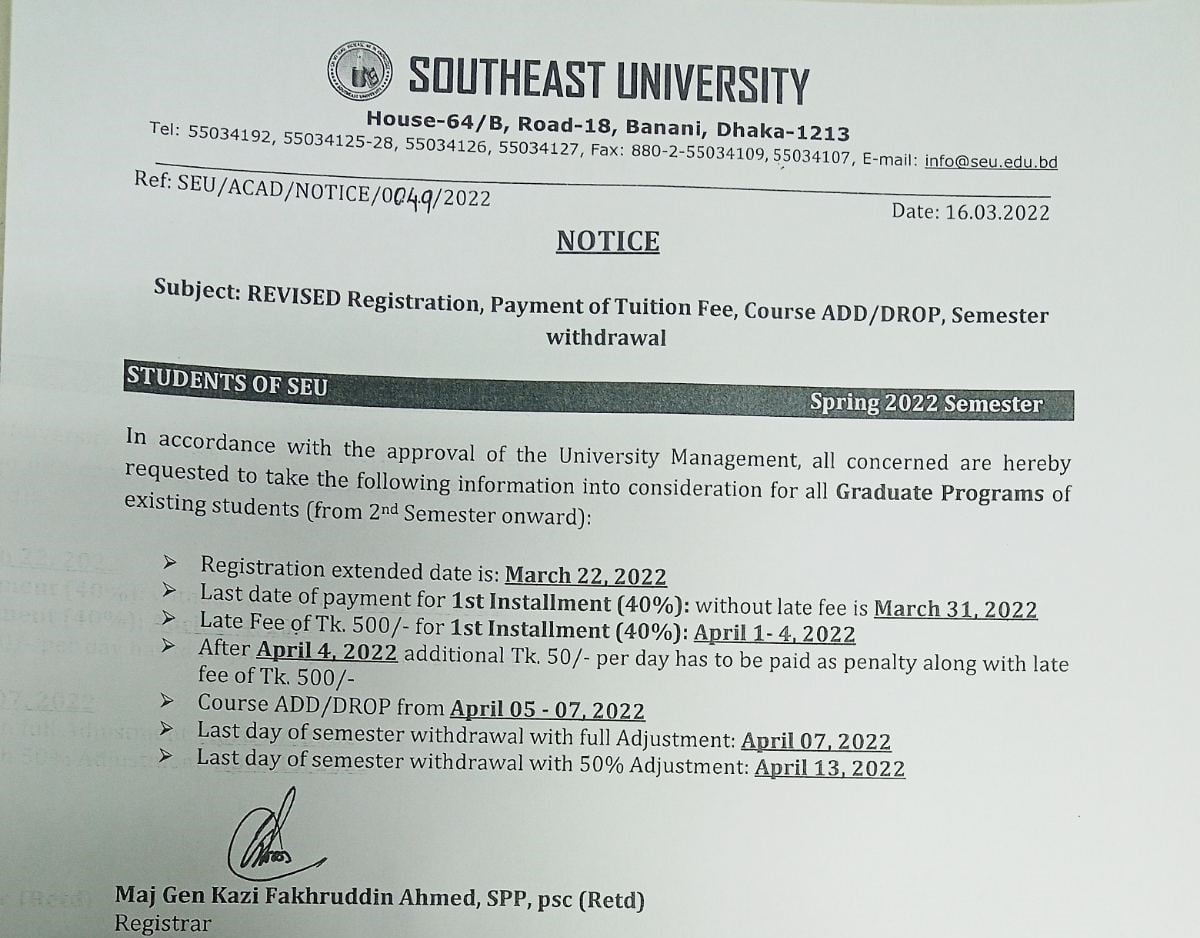 SOUTHEAST UNIVERSITY
House-64/B, Road-18, Banani, Dhaka-1213
Tel: 55034192, 55034125-28, 55034126, 55034127, Fax: 880-2-55034109, 55034107, E-mail: info@seu.edu.bd
Ref: SEU/ACAD/NOTICE/0049/2022
Date: 16.03.2022
NOTICE
Subject: REVISED Registration, Payment of Tuition Fee, Course ADD/DROP, Semester
withdrawal
STUDENTS OF SEU
Spring 2022 Semester
In accordance with the approval of the University Management, all concerned are hereby
requested to take the following information into consideration for all Graduate Programs of
existing students (from 2nd Semester onward):
➢ Registration extended date is: March 22, 2022
➢ Last date of payment for 1st Installment (40%): without late fee is March 31, 2022
➢ Late Fee of Tk. 500/- for 1st Installment (40%): April 1- 4, 2022
➢ After April 4, 2022 additional Tk. 50/- per day has to be paid as penalty along with late
fee of Tk. 500/-
➢ Course ADD/DROP from April 05 - 07, 2022
➢ Last day of semester withdrawal with full Adjustment: April 07, 2022
➢ Last day of semester withdrawal with 50% Adjustment: April 13, 2022
Maj Gen Kazi Fakhruddin Ahmed, SPP, psc (Retd)
Registrar